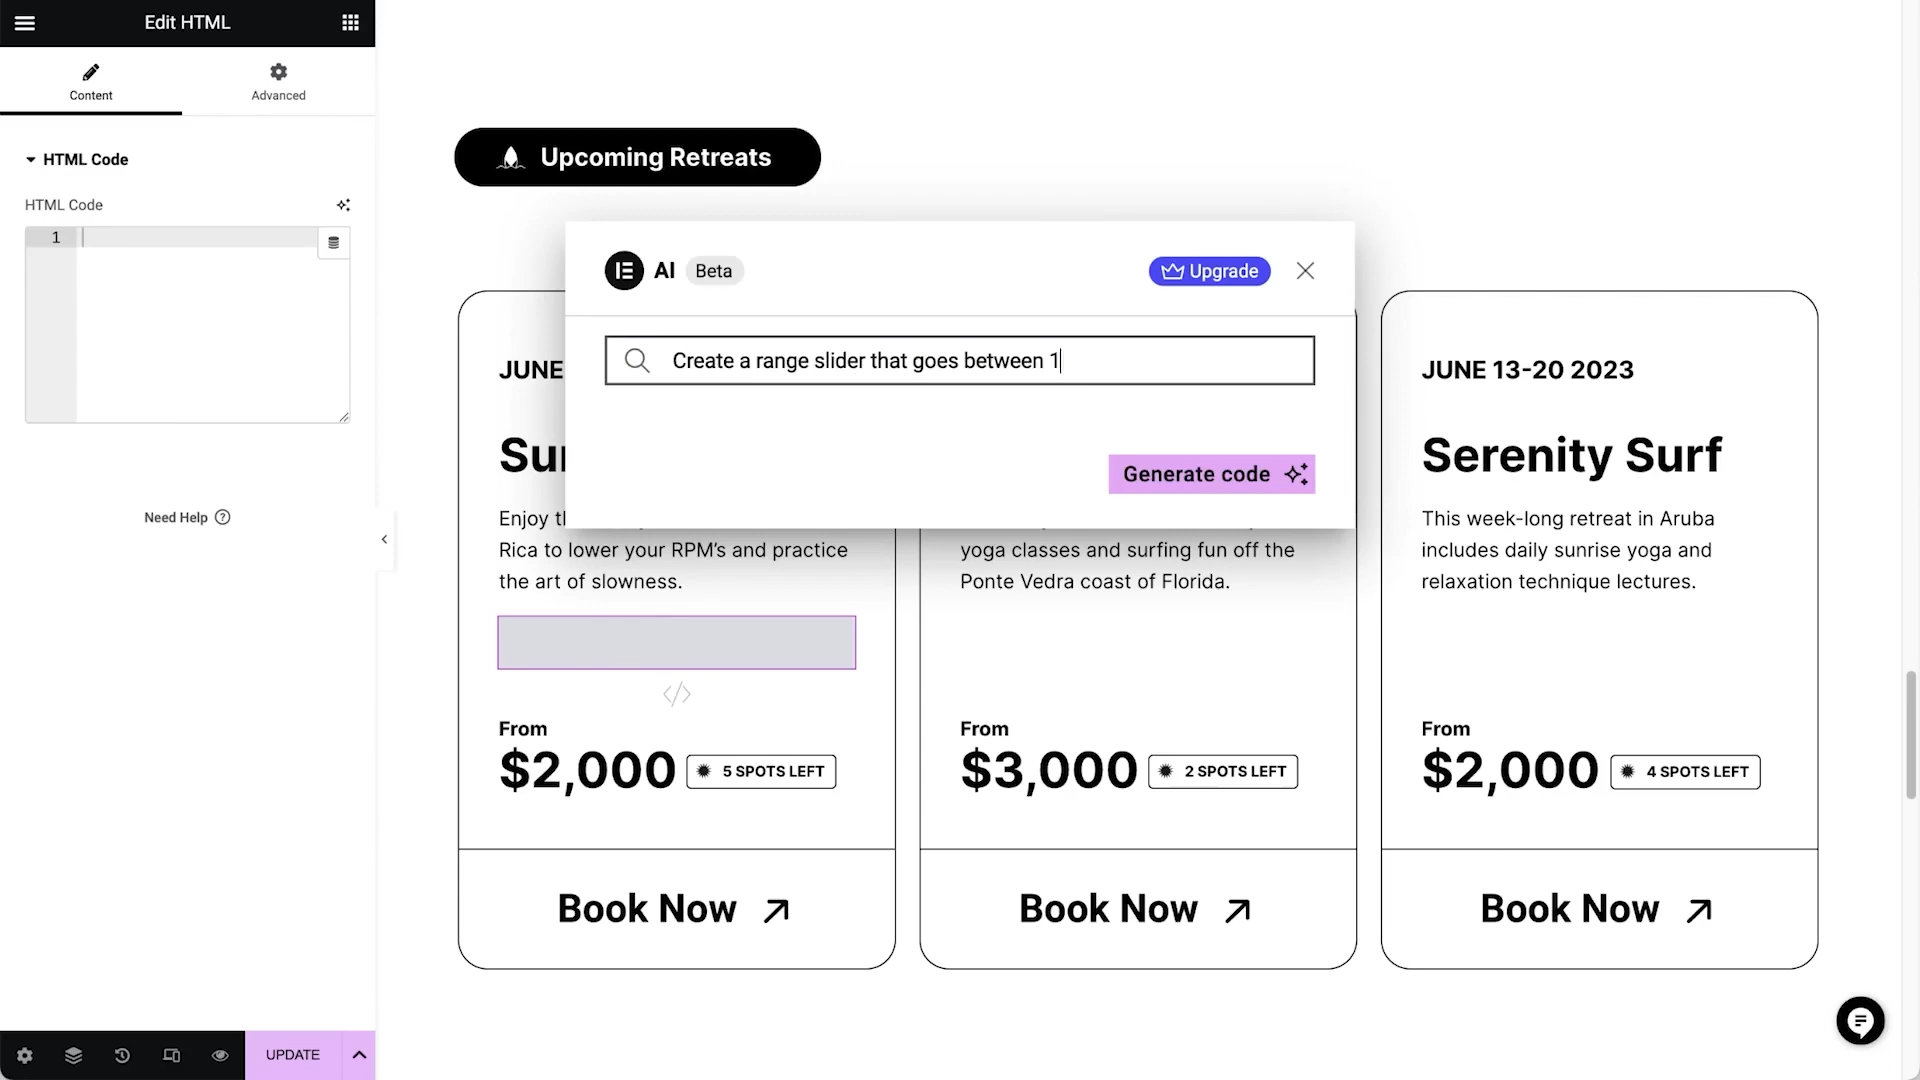 Edit HTML
Content
Advanced
HTML Code
HTML Code
1
Need Help
UPDATE
Upcoming Retreats
AI Beta
Upgrade
Create a range slider that goes between 1
Generate code
JUNE
Enjoy
Rica to lower your RPM's and practice
the art of slowness.
From
$2,000
5 SPOTS LEFT
Book Now
yoga classes and surfing fun off the
Ponte Vedra coast of Florida.
From
$3,000
2 SPOTS LEFT
Book Now
JUNE 13-20 2023
Serenity Surf
This week-long retreat in Aruba
includes daily sunrise yoga and
relaxation technique lectures.
From
$2,000
4 SPOTS LEFT
Book Now